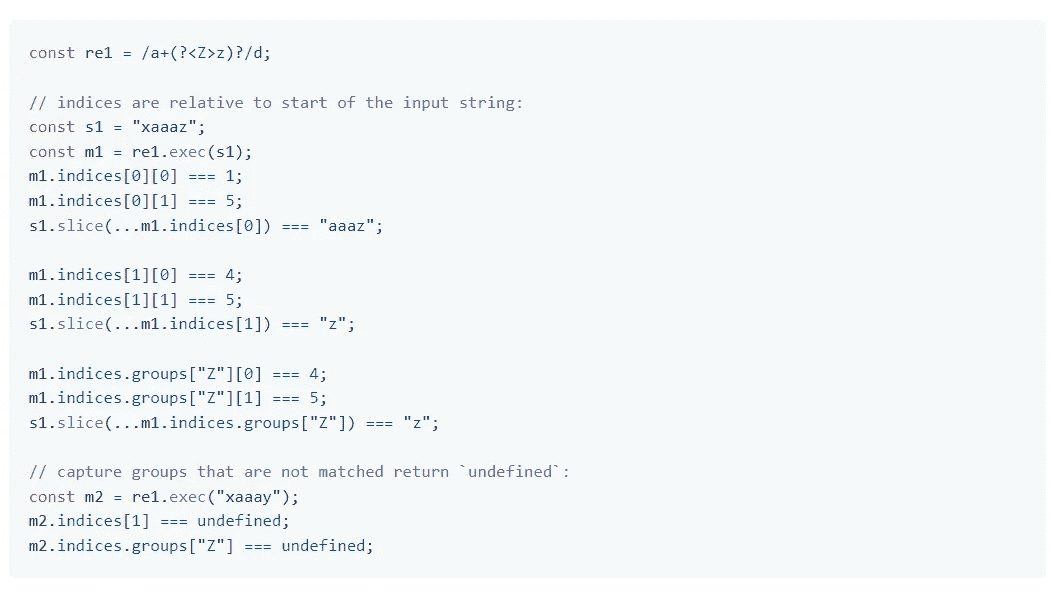 const re1 = /a+(?<Z>z)?/d;
// indices are relative to start of the input string:
const s1 = "xaaaz";
const m1 = re1.exec(s1);
m1.indices[0][0] === 1;
m1.indices[0][1] === 5;
s1.slice(...m1.indices[0]) === "aaaz";
m1.indices[1][0] === 4;
m1.indices[1][1] === 5;
s1.slice(...m1.indices[1]) === "z";
m1.indices.groups["Z"][0] === 4;
m1.indices.groups["Z"][1] === 5;
s1.slice(...m1.indices.groups["Z"]) === "z";
// capture groups that are not matched return `undefined`:
const m2 = re1.exec("xaaay");
m2.indices[1] === undefined;
m2.indices.groups["Z"] === undefined;